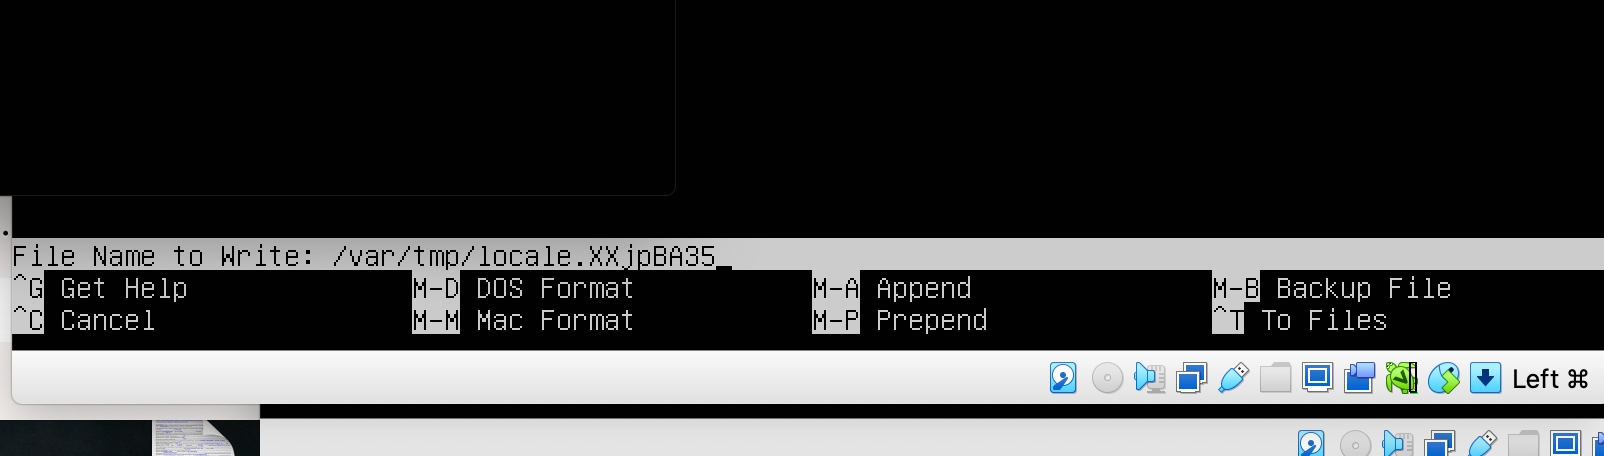 File Name to Write: /var/tmp/locale.XXjpBA35
^G Get Help M-D DOS Format M-A Append M-B Backup File
^C Cancel M-M Mac Format M-P Prepend ^T To Files
Left ⌘